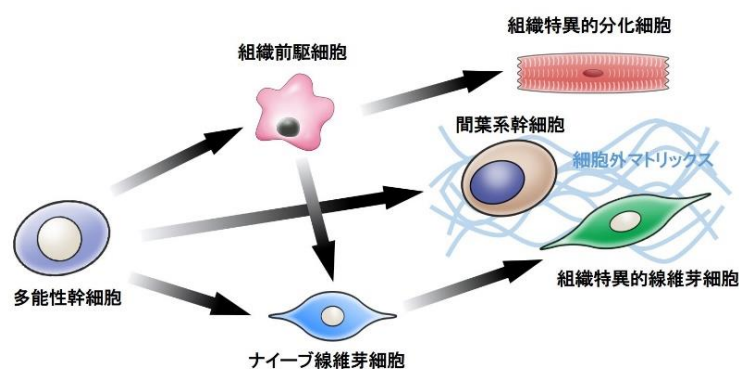 組織特異的分化細胞
組織前駆細胞
間葉系幹細胞
細胞外マトリックス
多能性幹細胞
組織特異的線維芽細胞
ナイーブ線維芽細胞